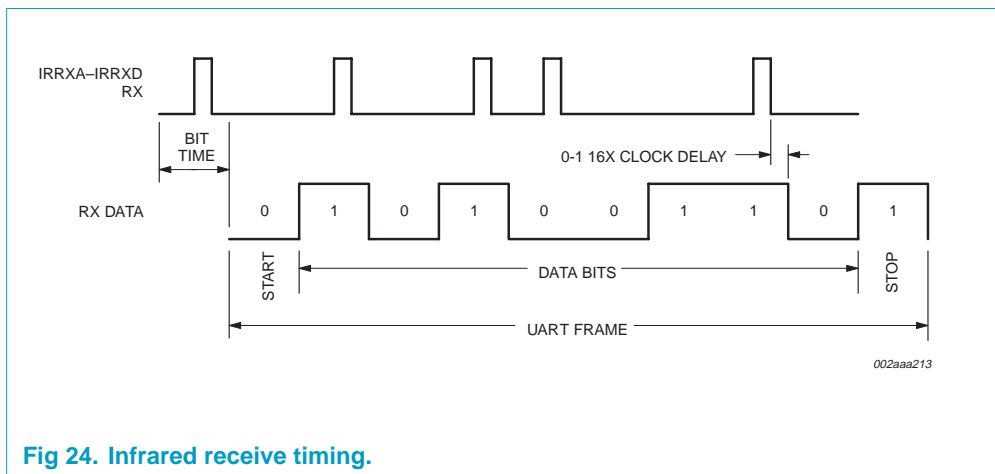 IRRXA–IRRXD
RX
BIT
TIME
0-1 16X CLOCK DELAY
RX DATA
0 1 0 1 0 0 1 1 0 1
START
DATA BITS
STOP
UART FRAME
002aaa213
Fig 24. Infrared receive timing.